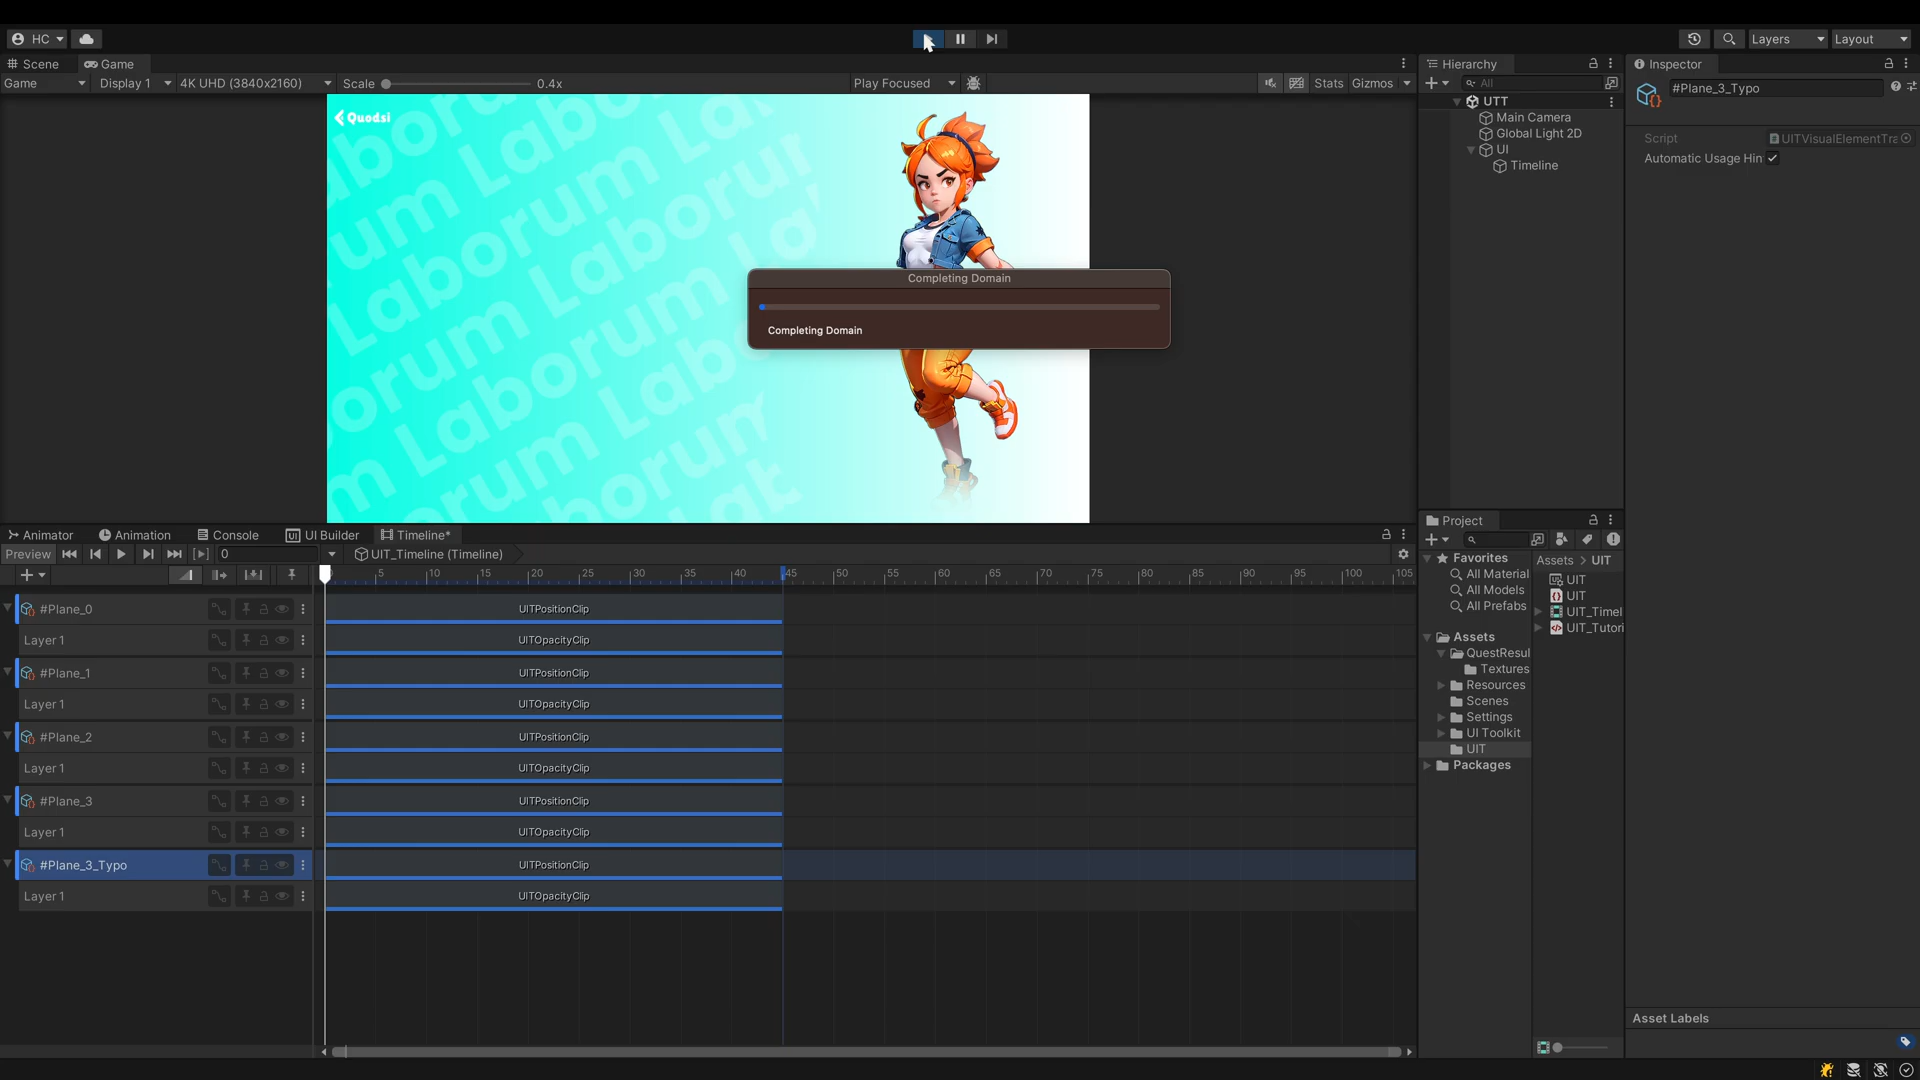 HC
Layers
Layout
Scene
Game
Hierarchy
Inspector
Game
Display 1
4K UHD (3840x2160)
Scale
0.4x
Play Focused
Stats
Gizmos
All
#Plane_3_Typo
UTT
Main Camera
Global Light 2D
UI
Timeline
Script
UITVisualElementTra
Automatic Usage Hin
Quodsi
Laborum Laborum
Completing Domain
Completing Domain
Animator
Animation
Console
UI Builder
Timeline*
Preview
0
UIT_Timeline (Timeline)
5 10 15 20 25 30 35 40 45 50 55 60 65 70 75 80 85 90 95 100 105
#Plane_0
UITPositionClip
Layer 1
UITOpacityClip
#Plane_1
UITPositionClip
Layer 1
UITOpacityClip
#Plane_2
UITPositionClip
Layer 1
UITOpacityClip
#Plane_3
UITPositionClip
Layer 1
UITOpacityClip
#Plane_3_Typo
UITPositionClip
Layer 1
UITOpacityClip
Project
Favorites
All Material
All Models
All Prefabs
Assets
QuestResul
Textures
Resources
Scenes
Settings
UI Toolkit
UIT
Packages
Assets > UIT
UIT
UIT
UIT_Timel
UIT_Tutori
Asset Labels